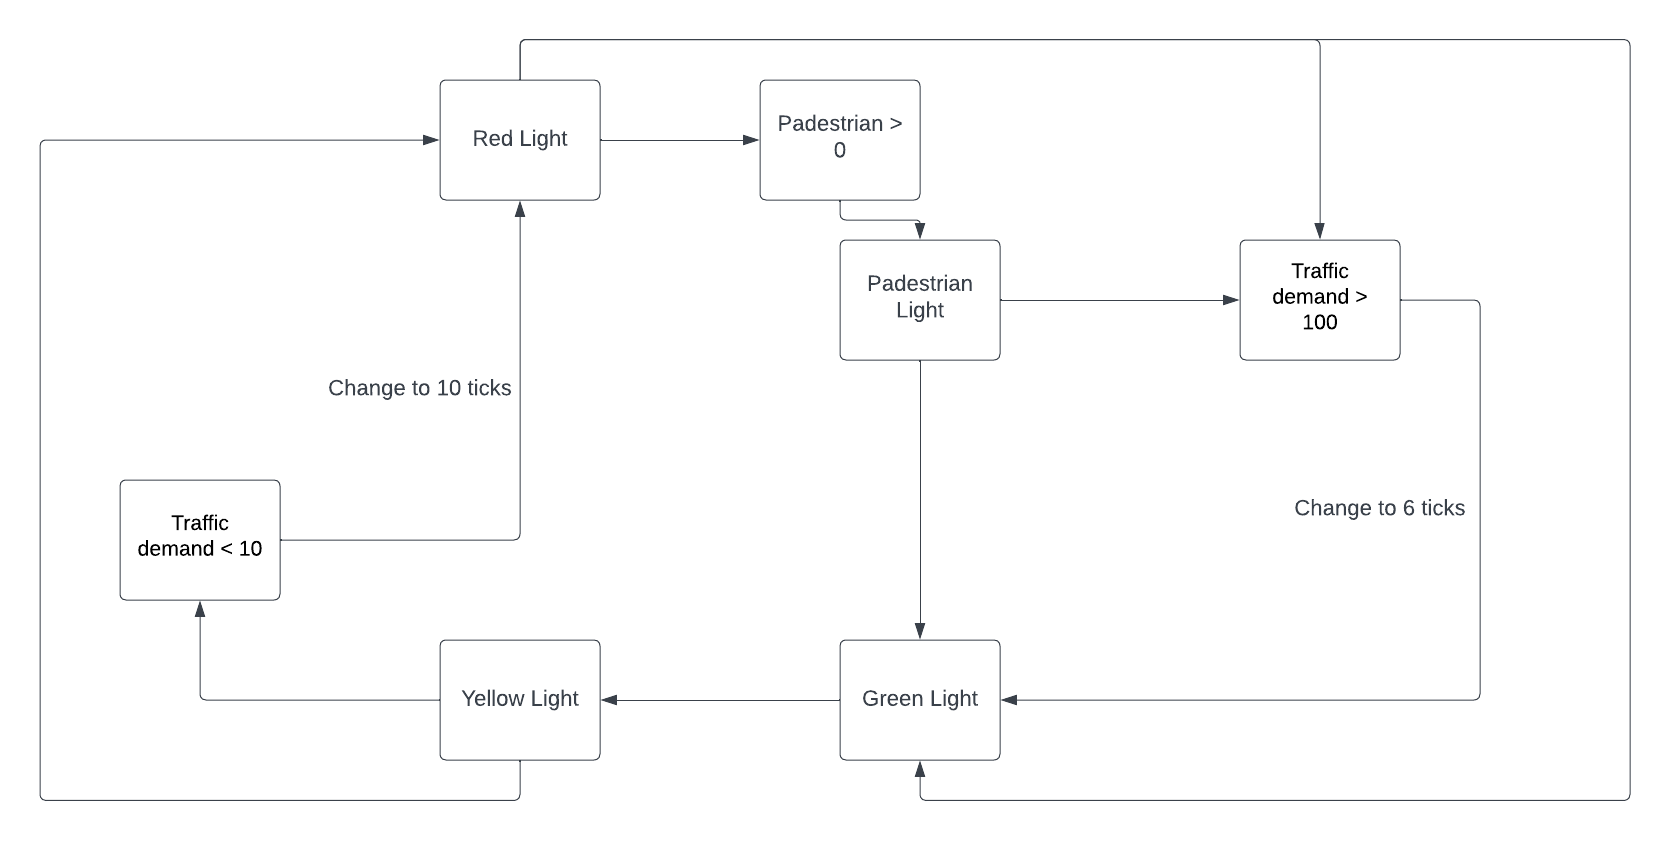 Red Light
Padestrian >
0
Padestrian
Light
Traffic
demand >
100
Change to 10 ticks
Traffic
demand < 10
Change to 6 ticks
Yellow Light
Green Light